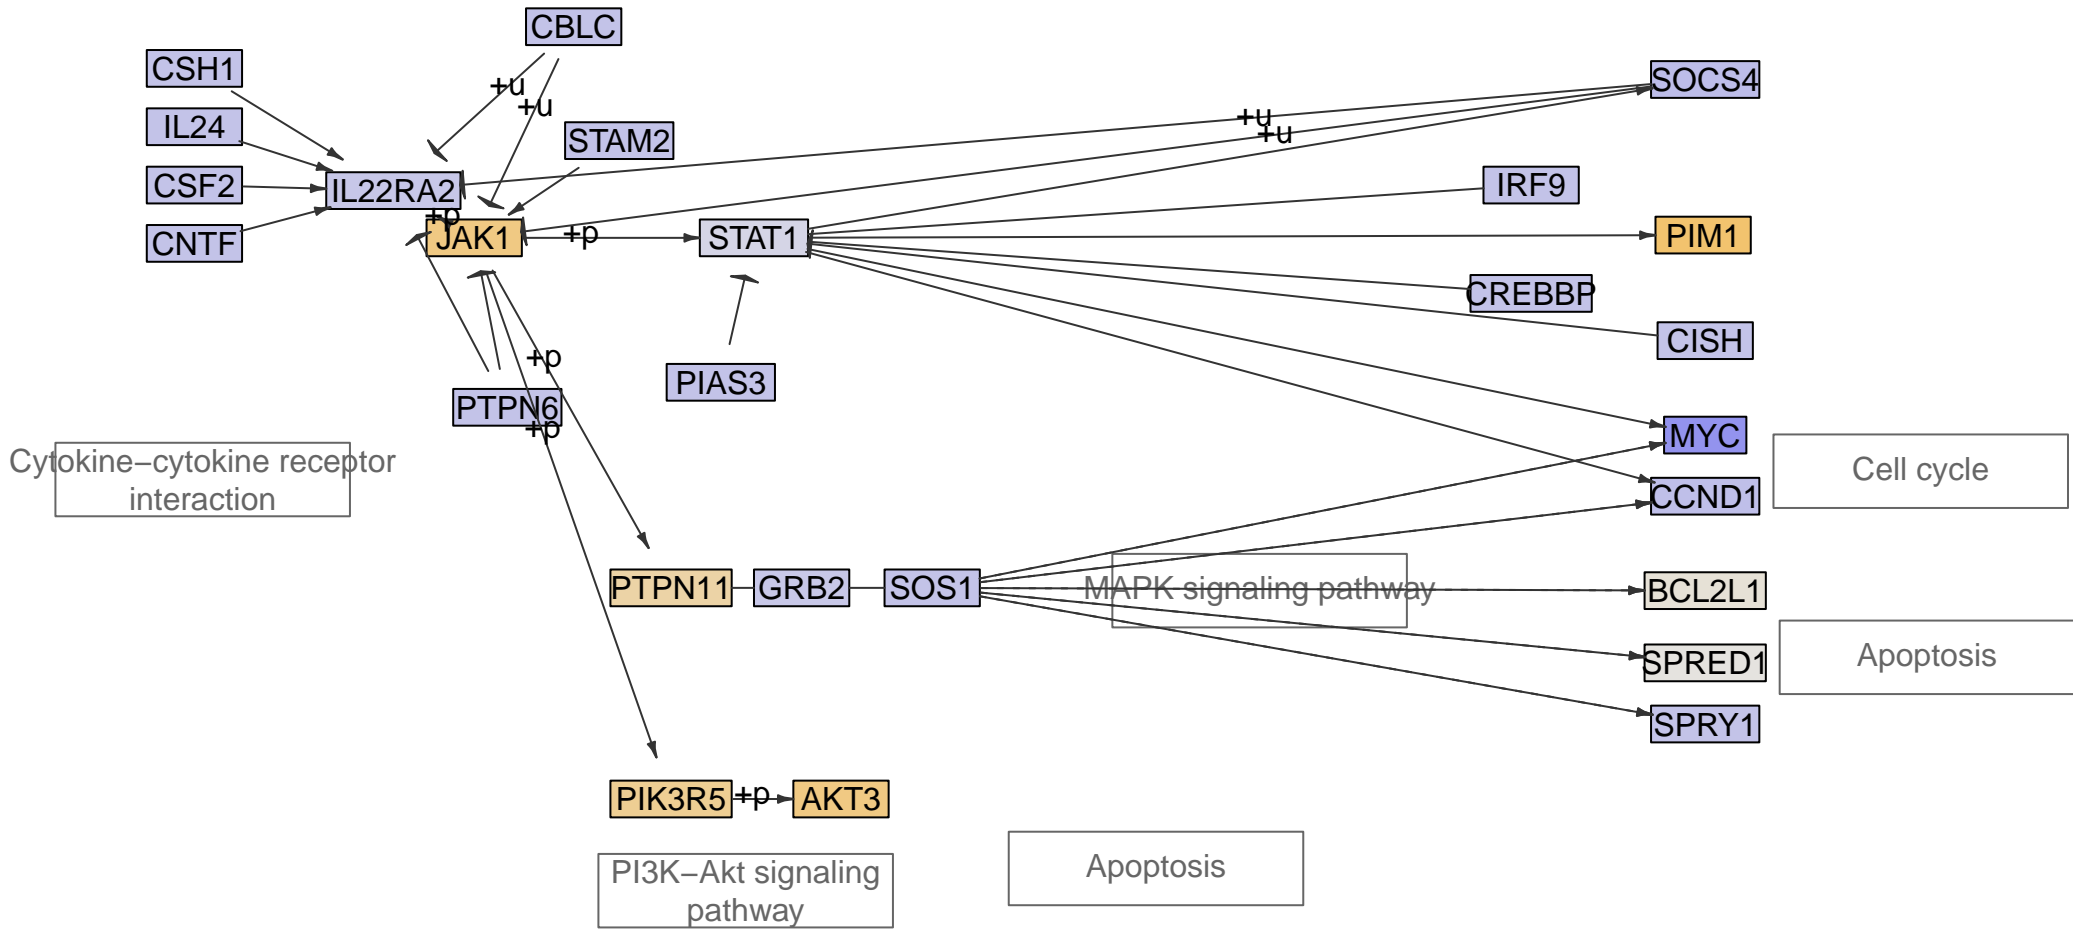 CBLC
CSH1
SOCS4
+u
+u
+u
+u
IL24
STAM2
CSF2
IL22RA2
IRF9
+p
CNTF
JAK1
+p
STAT1
PIM1
CREBBP
CISH
+p
PIAS3
PTPN6
+p
MYC
Cytokine−cytokine receptor
interaction
Cell cycle
CCND1
PTPN11
GRB2
SOS1
MAPK signaling pathway
BCL2L1
SPRED1
Apoptosis
SPRY1
PIK3R5
+p
AKT3
PI3K−Akt signaling
pathway
Apoptosis